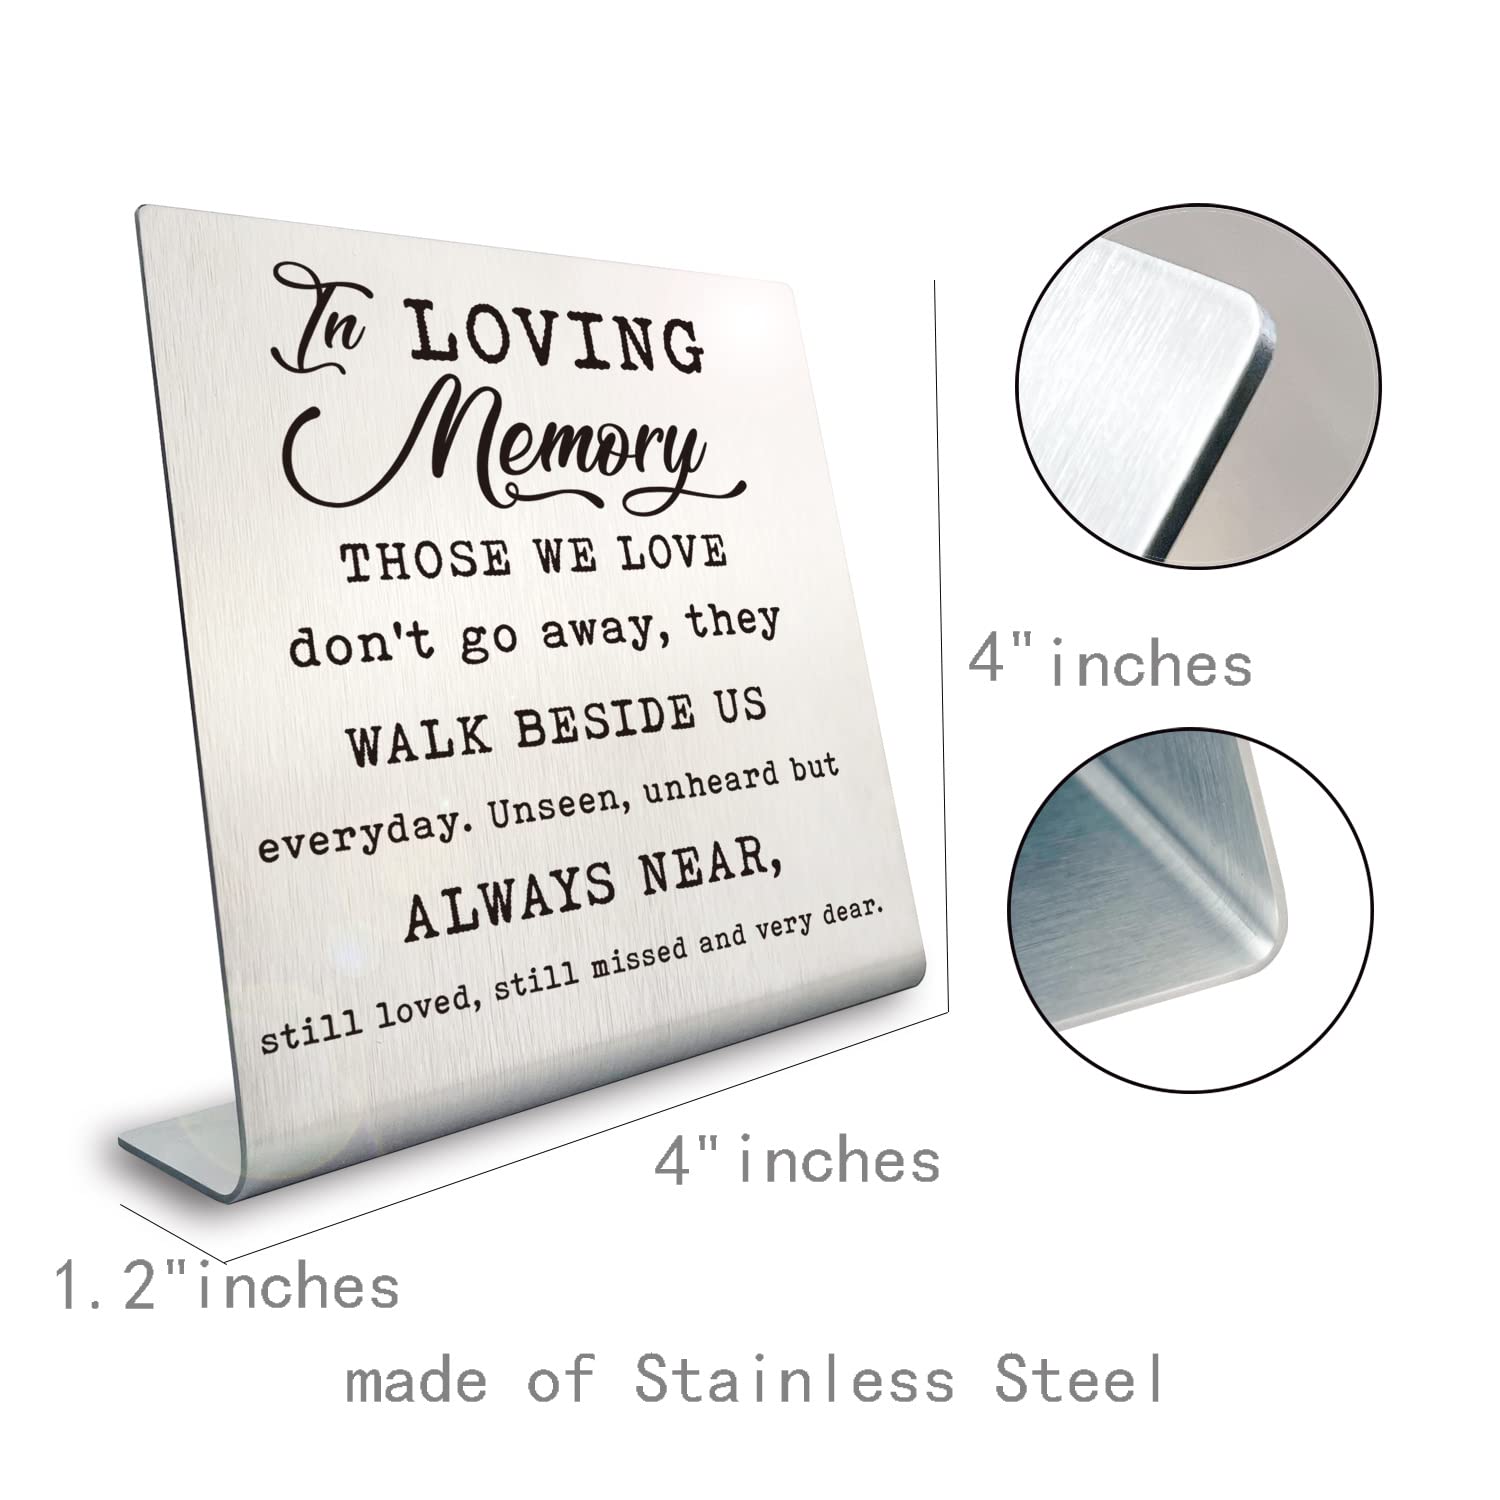 In LOVING
Memory
THOSE WE LOVE
don't go away, they
WALK BESIDE US
everyday. Unseen, unheard but
ALWAYS NEAR,
still loved, still missed and very dear.
4"inches
4"inches
1.2"inches
made of Stainless Steel